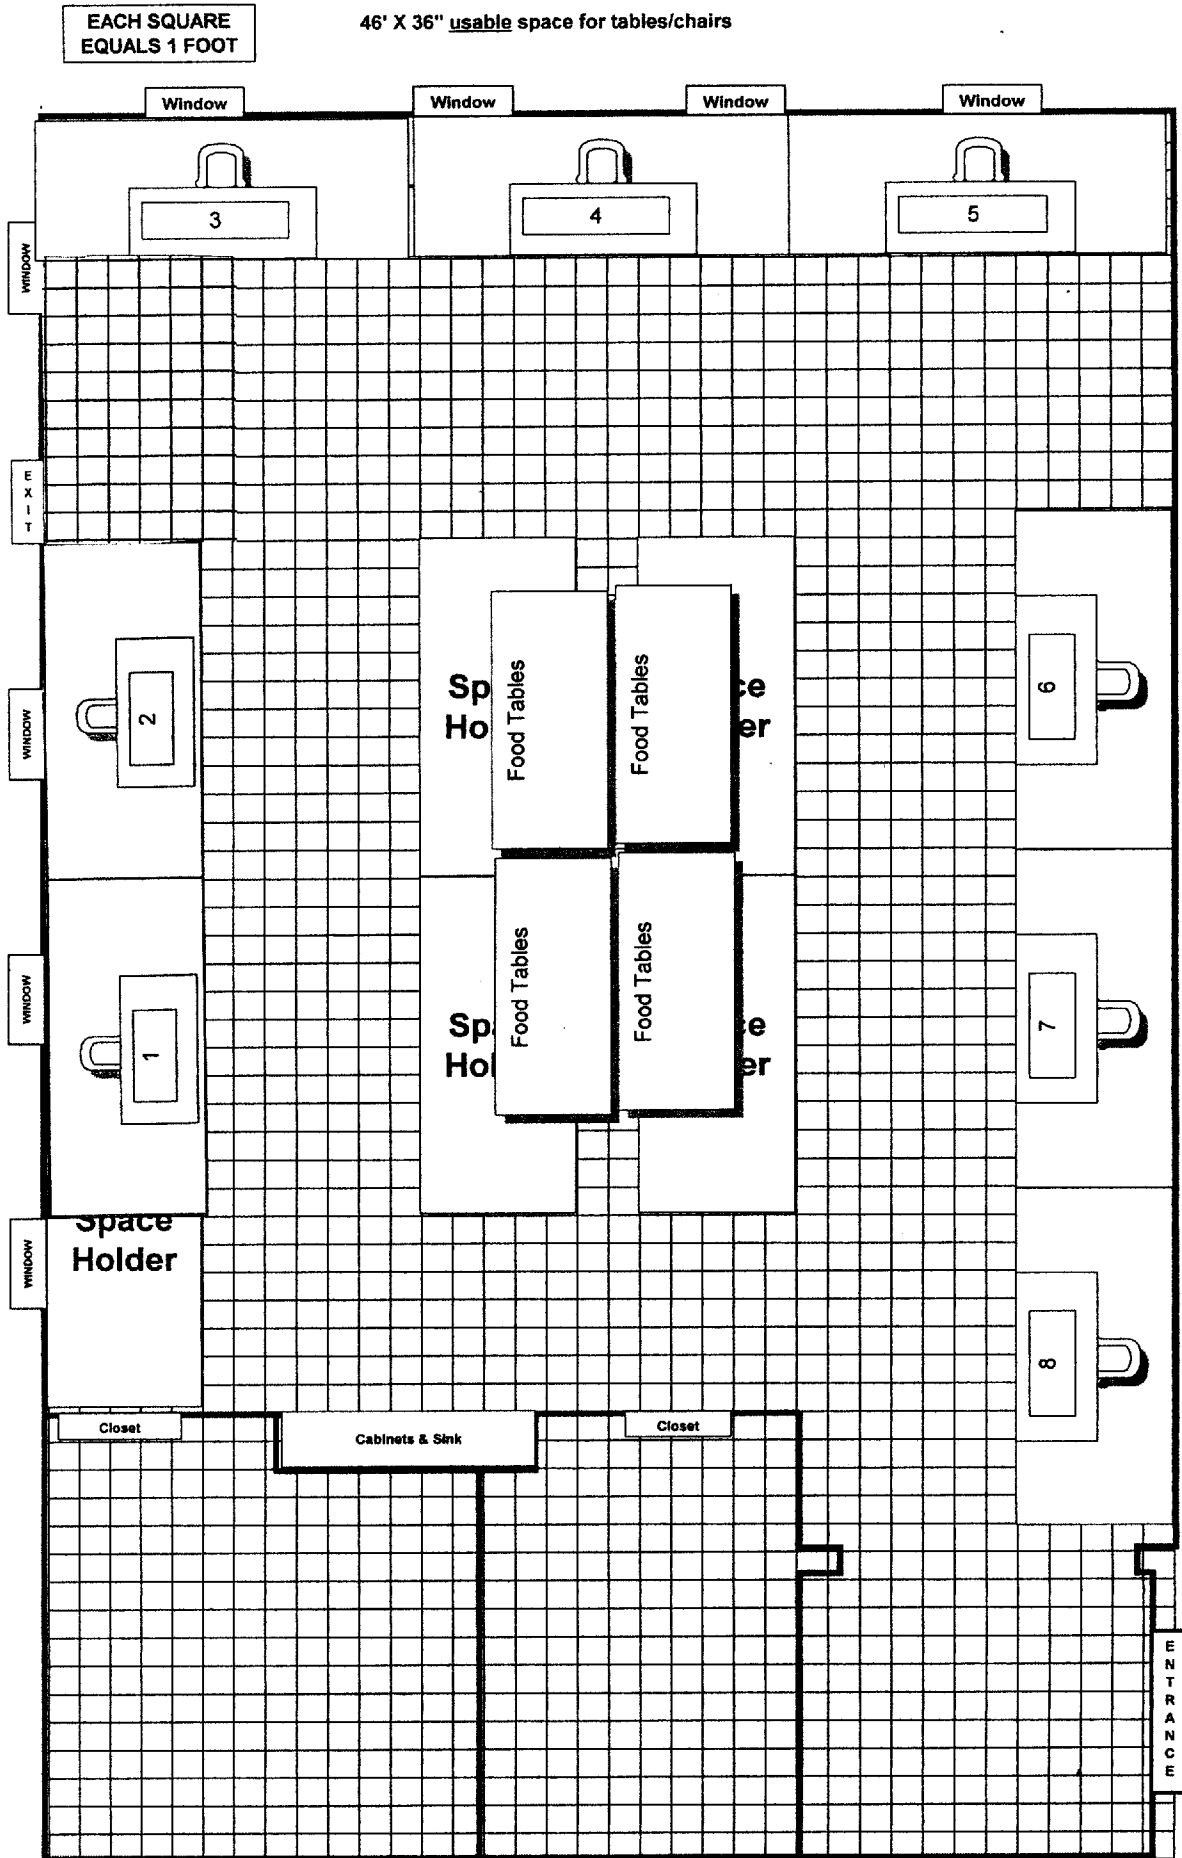 EACH SQUARE
EQUALS 1 FOOT
46' X 36" usable space for tables/chairs
Window
Window
Window
Window
3
4
5
WINDOW
EXIT
2
WINDOW
Sp
Ho
Food Tables
Food Tables
ce
er
6
1
WINDOW
Spa
Hol
Food Tables
Food Tables
e
er
7
Space
Holder
WINDOW
8
Closet
Cabinets & Sink
Closet
ENTRANCE